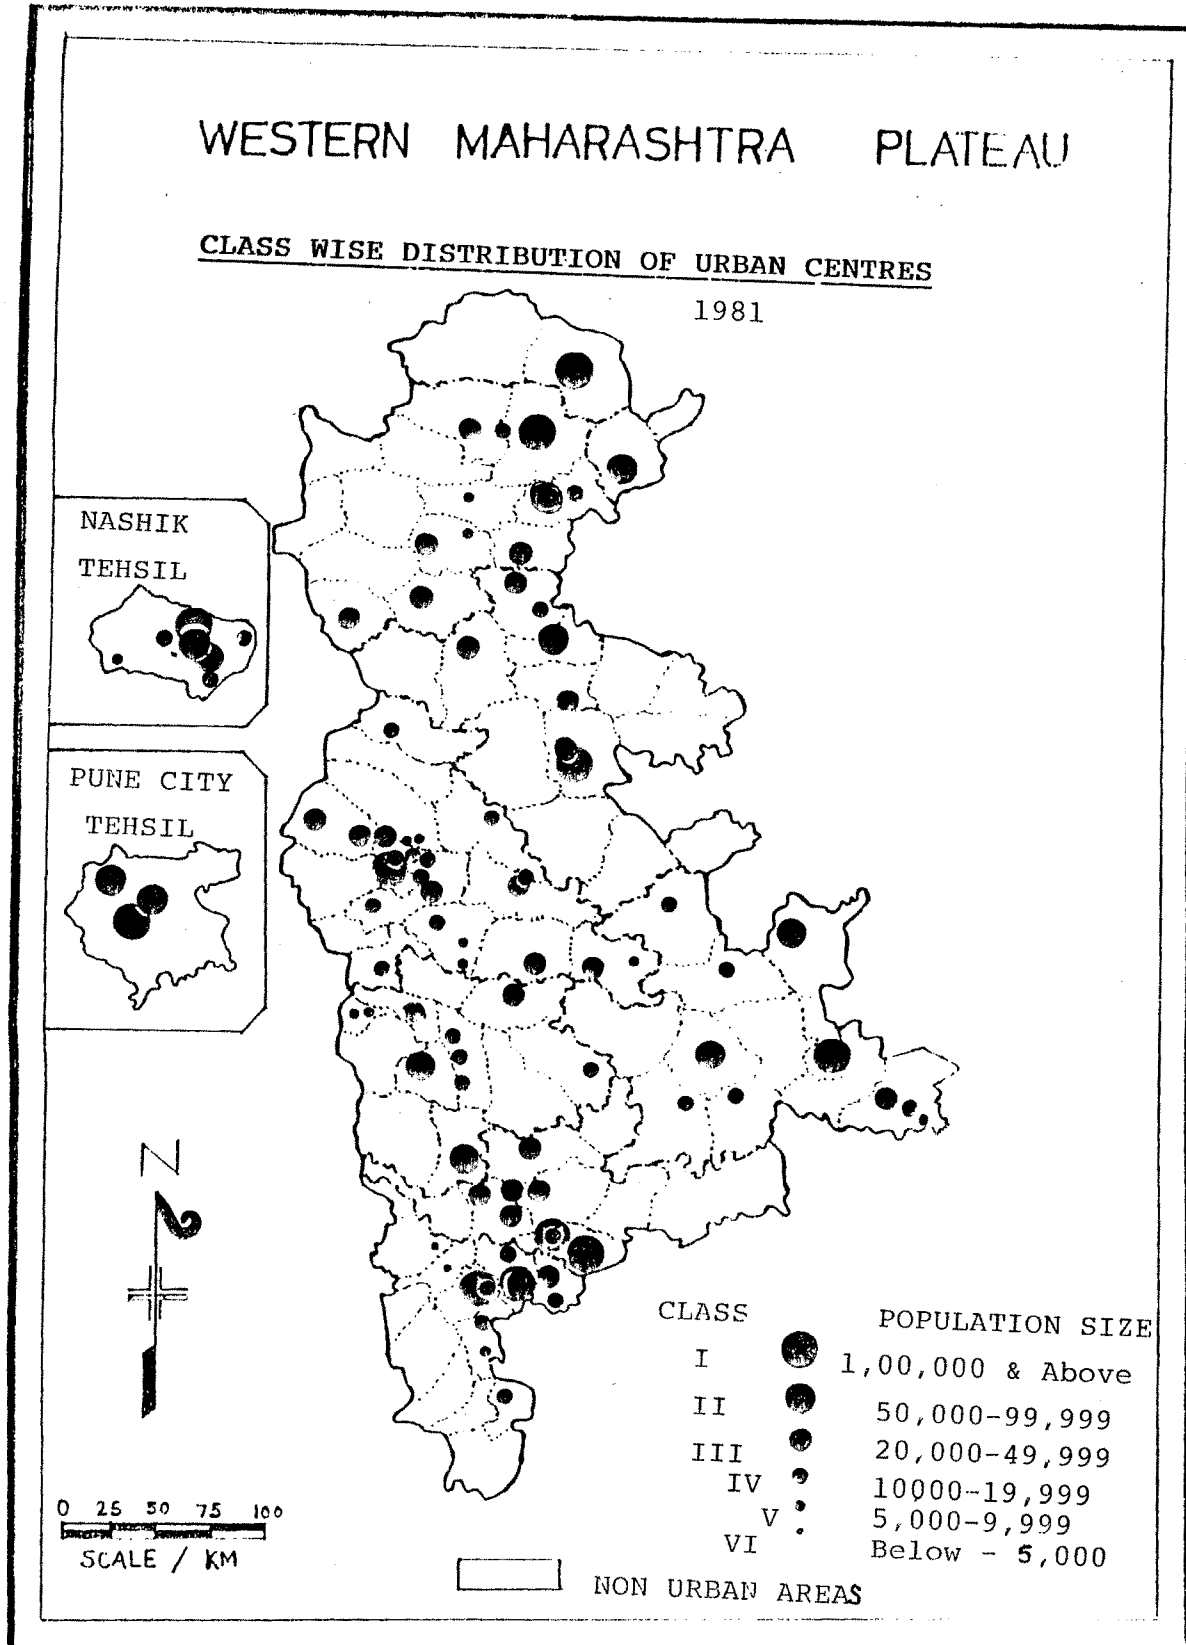 WESTERN MAHARASHTRA PLATEAU
CLASS WISE DISTRIBUTION OF URBAN CENTRES
1981
NASHIK
TEHSIL
PUNE CITY
TEHSIL
N
CLASS POPULATION SIZE
I 1,00,000 & Above
II 50,000-99,999
III 20,000-49,999
IV 10000-19,999
V 5,000-9,999
VI Below - 5,000
0 25 50 75 100
SCALE / KM
NON URBAN AREAS